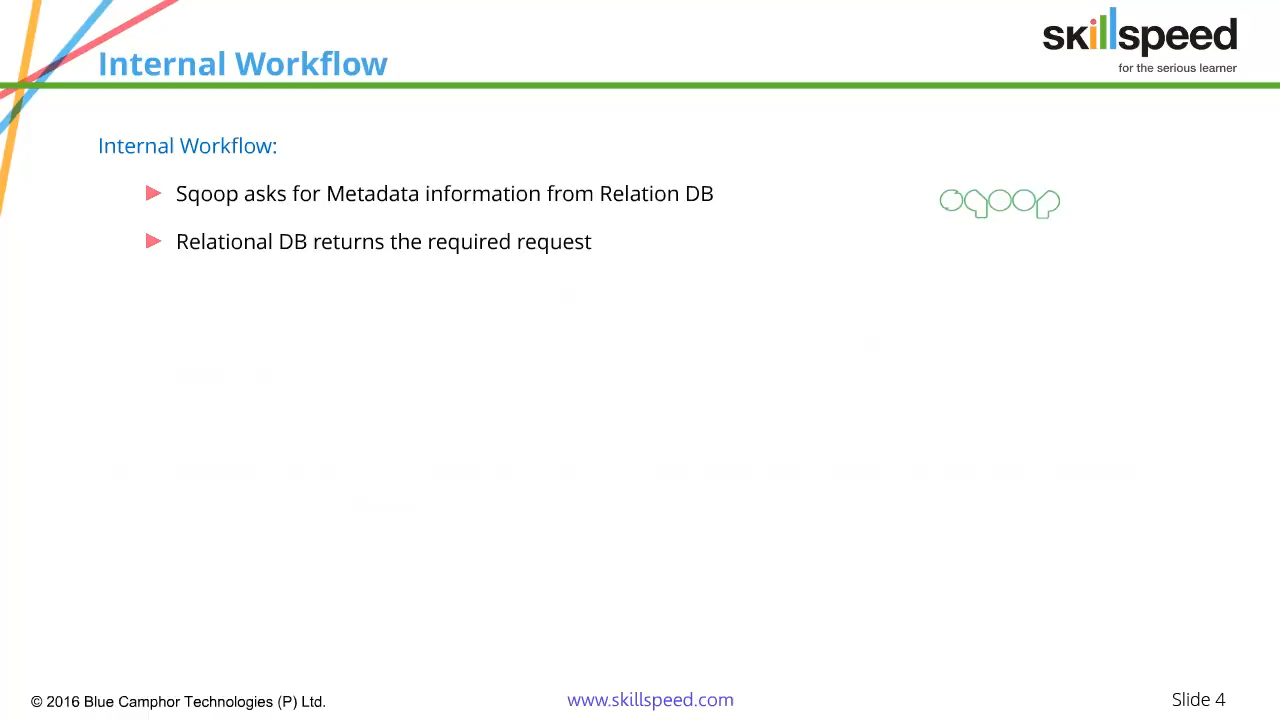 skillspeed
for the serious learner
Internal Workflow
Internal Workflow:
Sqoop asks for Metadata information from Relation DB
sqoop
Relational DB returns the required request
© 2016 Blue Camphor Technologies (P) Ltd.
www.skillspeed.com
Slide 4